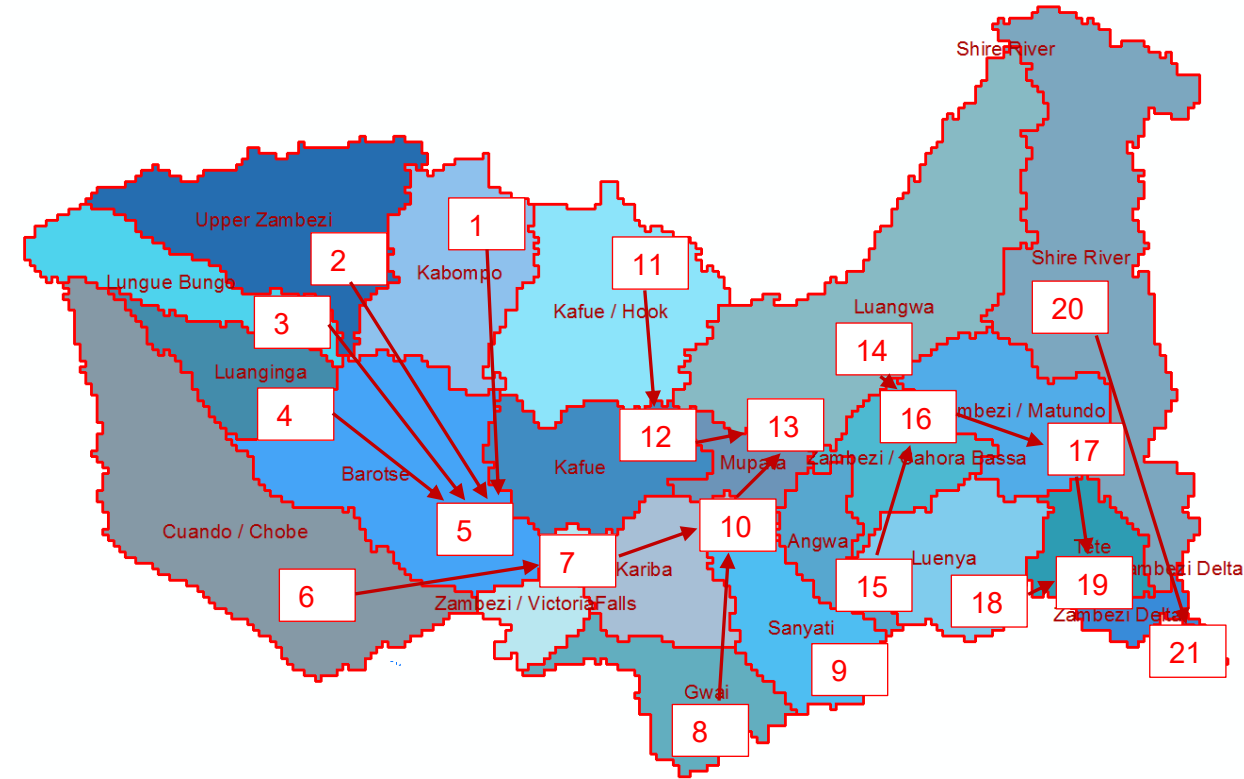 Shire River
Upper Zambezi
1
2
Kabompo
11
Lungue Bungo
Shire River
3
Kafue / Hook
Luangwa
20
14
Luanginga
4
16
mbezi / Matundo
12
13
17
Barotse
Kafue
Mupata
Zambezi / Cahora Bassa
Cuando / Chobe
5
10
Angwa
Tete
7
Kariba
Luenya
ambezi Delta
6
15
18
19
Zambezi / Victoria Falls
Zambezi Delta
Sanyati
9
21
Gwai
8